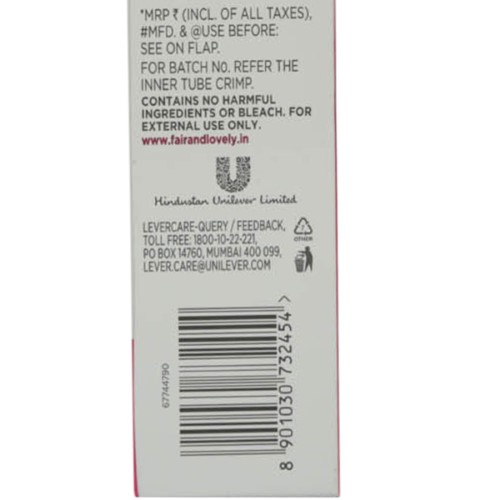 *MRP ₹ (INCL. OF ALL TAXES),
#MFD. & @USE BEFORE:
SEE ON FLAP.
FOR BATCH No. REFER THE
INNER TUBE CRIMP.
CONTAINS NO HARMFUL
INGREDIENTS OR BLEACH. FOR
EXTERNAL USE ONLY.
www.fairandlovely.in
Hindustan Unilever Limited
LEVERCARE-QUERY / FEEDBACK,
TOLL FREE: 1800-10-22-221,
PO BOX 14760, MUMBAI 400 099,
LEVER.CARE@UNILEVER.COM
7
OTHER
67744790
8 901030 732454 >